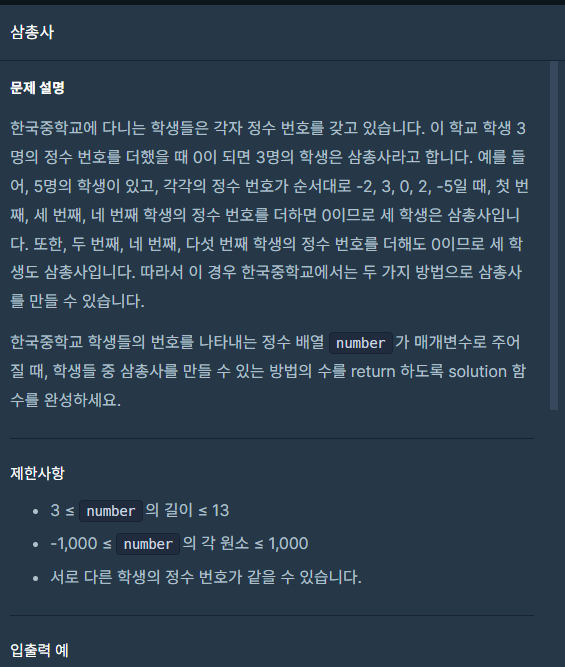 삼총사
문제 설명
한국중학교에 다니는 학생들은 각자 정수 번호를 갖고 있습니다. 이 학교 학생 3
명의 정수 번호를 더했을 때 0이 되면 3명의 학생은 삼총사라고 합니다. 예를 들
어, 5명의 학생이 있고, 각각의 정수 번호가 순서대로 -2, 3, 0, 2, -5일 때, 첫 번
째, 세 번째, 네 번째 학생의 정수 번호를 더하면 0이므로 세 학생은 삼총사입니
다. 또한, 두 번째, 네 번째, 다섯 번째 학생의 정수 번호를 더해도 0이므로 세 학
생도 삼총사입니다. 따라서 이 경우 한국중학교에서는 두 가지 방법으로 삼총사
를 만들 수 있습니다.
한국중학교 학생들의 번호를 나타내는 정수 배열 number 가 매개변수로 주어
질 때, 학생들 중 삼총사를 만들 수 있는 방법의 수를 return 하도록 solution 함
수를 완성하세요.
제한사항
• 3 ≤ number 의 길이 ≤ 13
• -1,000 ≤ number 의 각 원소 ≤ 1,000
• 서로 다른 학생의 정수 번호가 같을 수 있습니다.
입출력 예